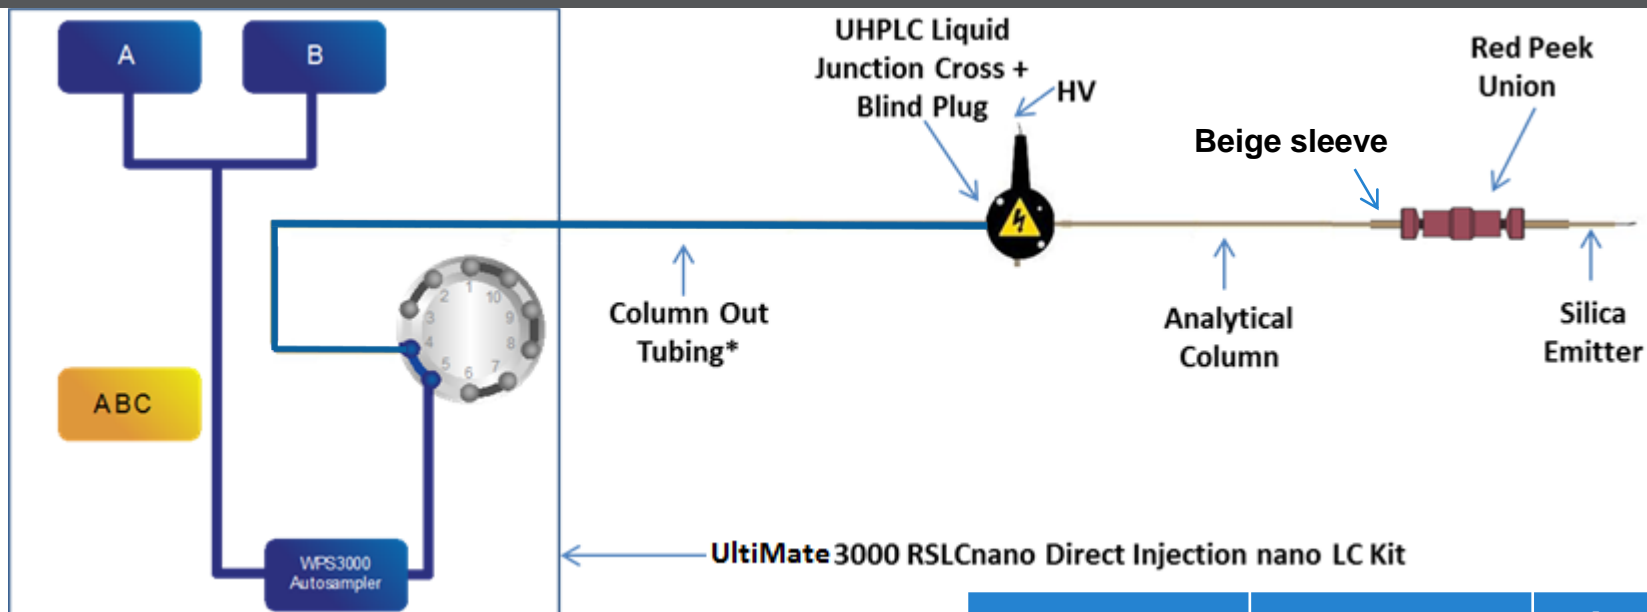 A
B
UHPLC Liquid
Junction Cross +
Blind Plug
HV
Red Peek
Union
Beige sleeve
1
2
10
3
9
4
8
5
6
7
Column Out
Tubing*
Analytical
Column
Silica
Emitter
ABC
WPS3000
Autosampler
UltiMate 3000 RSLCnano Direct Injection nano LC Kit